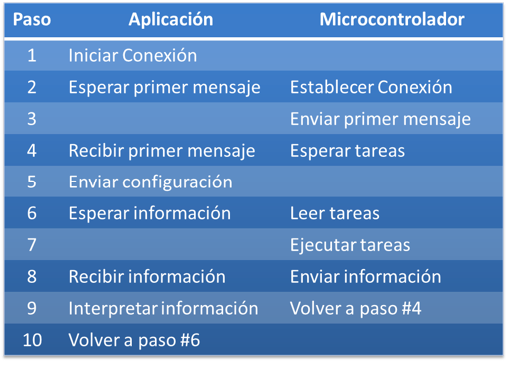 Paso Aplicación Microcontrolador
1 Iniciar Conexión
2 Esperar primer mensaje Establecer Conexión
3 Enviar primer mensaje
4 Recibir primer mensaje Esperar tareas
5 Enviar configuración
6 Esperar información Leer tareas
7 Ejecutar tareas
8 Recibir información Enviar información
9 Interpretar información Volver a paso #4
10 Volver a paso #6